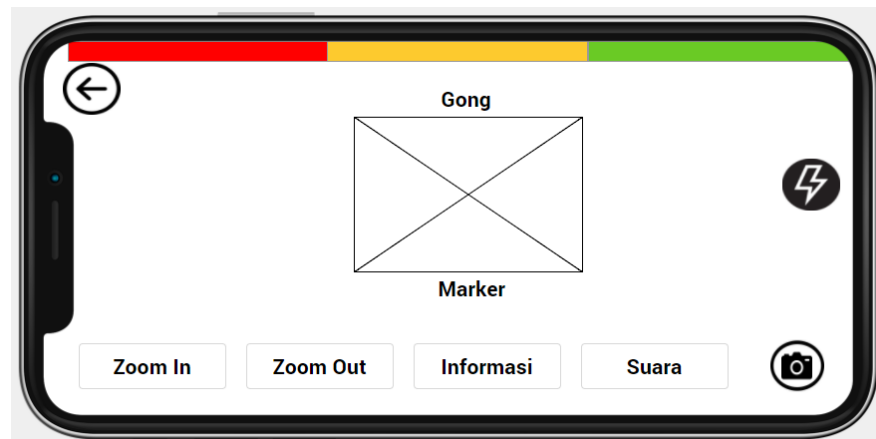 Gong
Marker
Zoom In
Zoom Out
Informasi
Suara